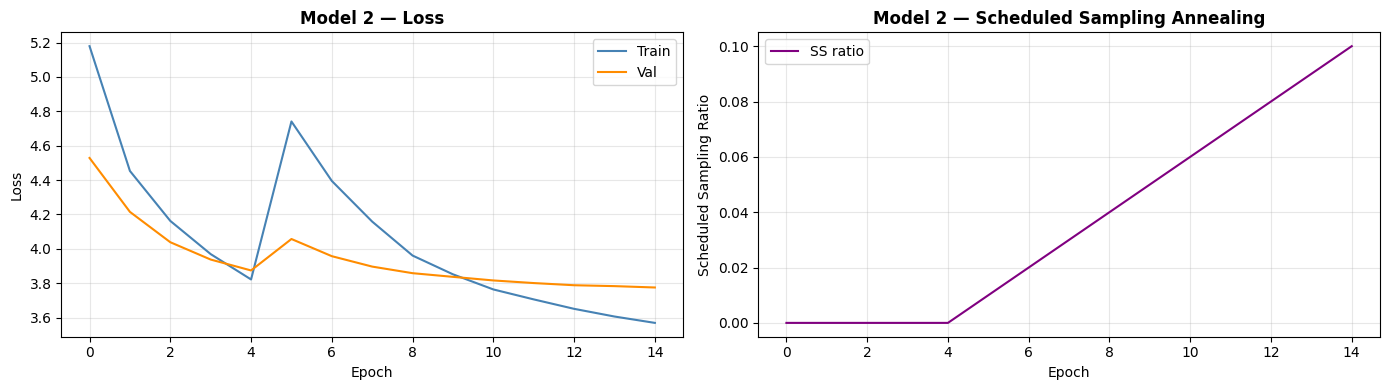 Model 2 — Loss
5.2
5.0
4.8
4.6
4.4
4.2
4.0
3.8
3.6
Loss
Train
Val
0 2 4 6 8 10 12 14
Epoch
Model 2 — Scheduled Sampling Annealing
0.10
0.08
0.06
0.04
0.02
0.00
Scheduled Sampling Ratio
SS ratio
0 2 4 6 8 10 12 14
Epoch